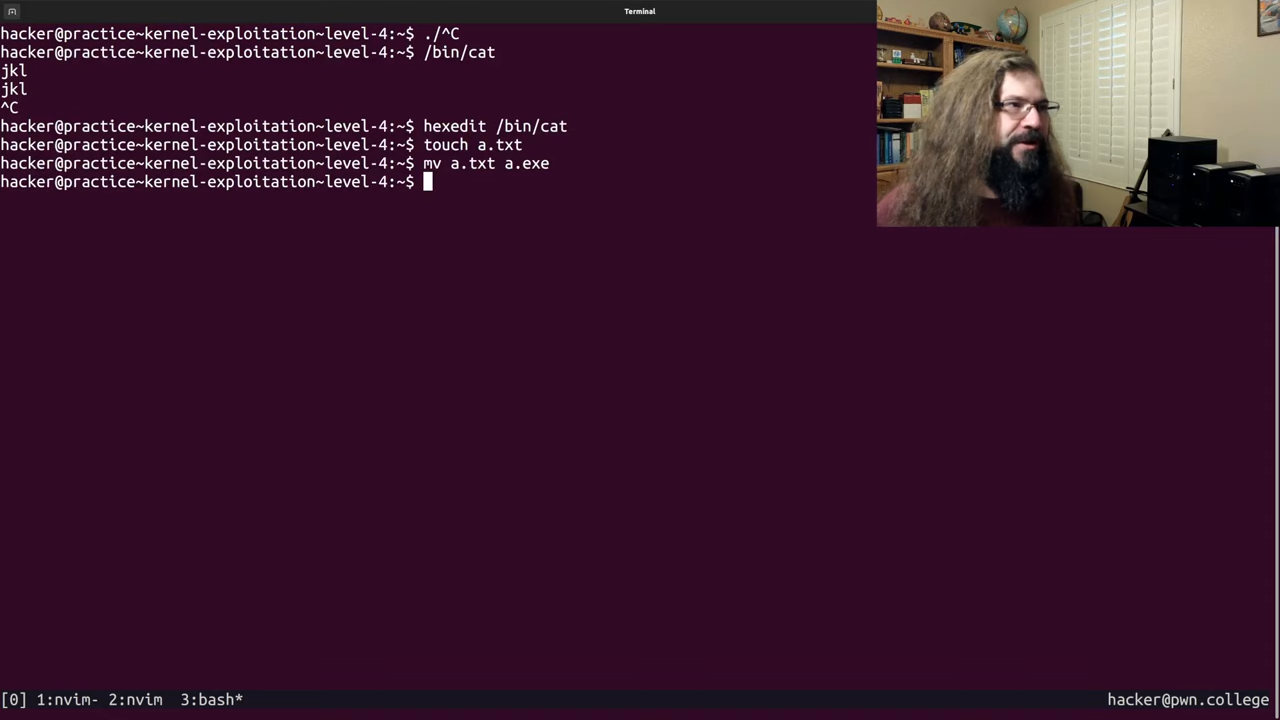 Terminal
hacker@practice~kernel-exploitation~level-4:~$ ./^C
hacker@practice~kernel-exploitation~level-4:~$ /bin/cat
jkl
jkl
^C
hacker@practice~kernel-exploitation~level-4:~$ hexedit /bin/cat
hacker@practice~kernel-exploitation~level-4:~$ touch a.txt
hacker@practice~kernel-exploitation~level-4:~$ mv a.txt a.exe
hacker@practice~kernel-exploitation~level-4:~$
[0] 1:nvim- 2:nvim  3:bash* hacker@pwn.college